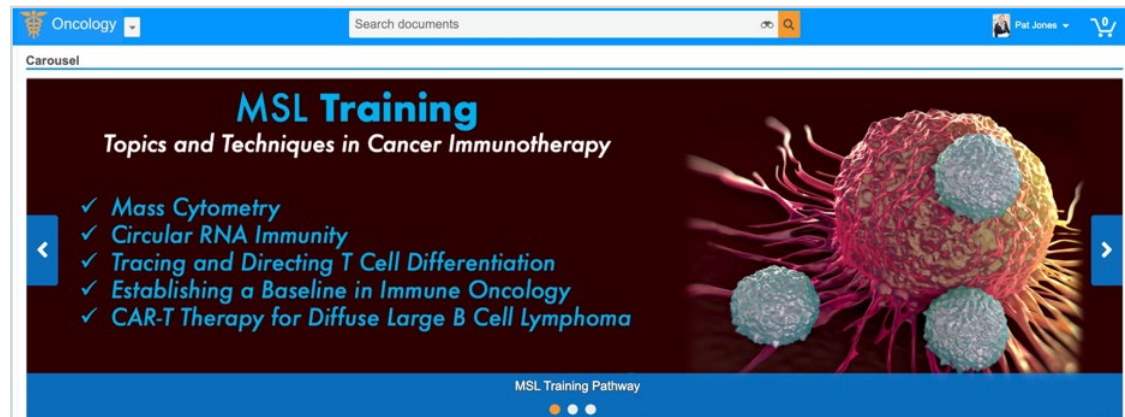 Oncology
Search documents
Pat Jones
0
Carousel
MSL Training
Topics and Techniques in Cancer Immunotherapy
✓ Mass Cytometry
✓ Circular RNA Immunity
✓ Tracing and Directing T Cell Differentiation
✓ Establishing a Baseline in Immune Oncology
✓ CAR-T Therapy for Diffuse Large B Cell Lymphoma
MSL Training Pathway